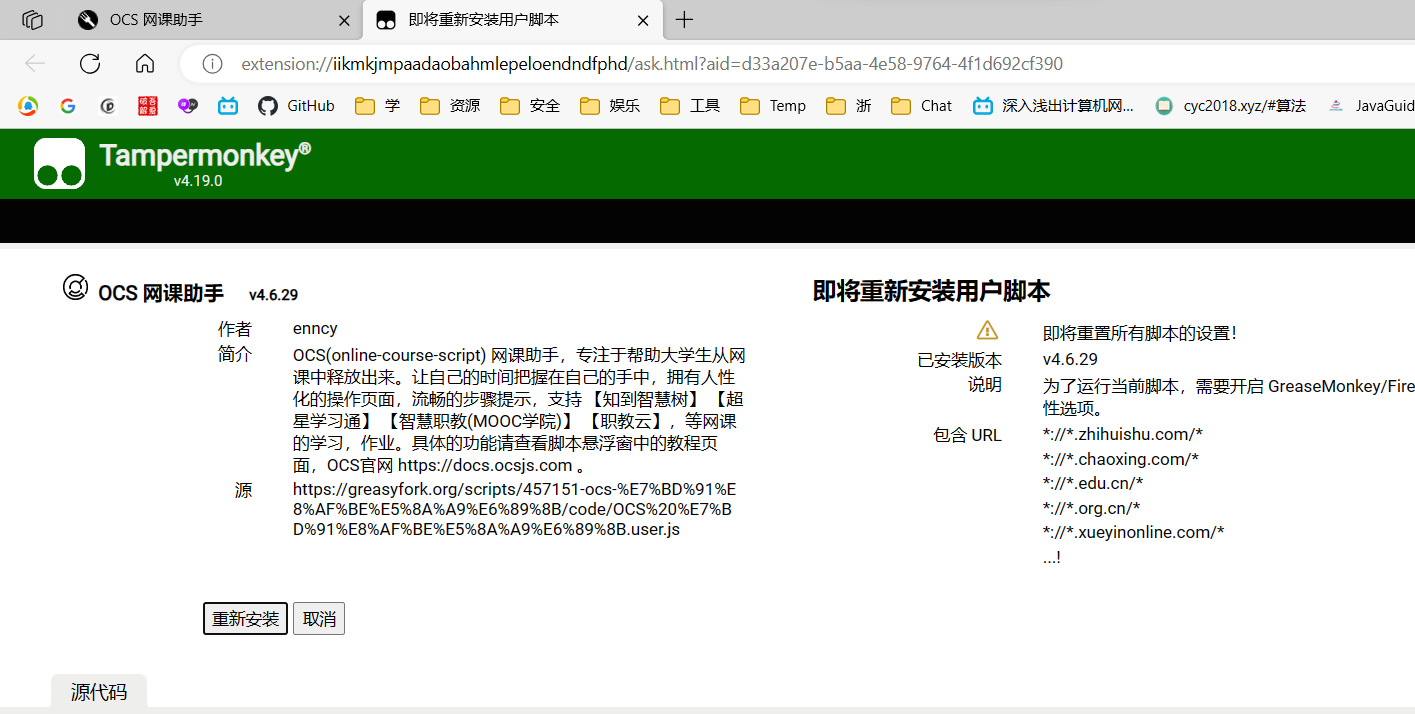 OCS 网课助手
即将重新安装用户脚本
extension://iikmkjmpaadaobahmlepeloendndfphd/ask.html?aid=d33a207e-b5aa-4e58-9764-4f1d692cf390
GitHub 学 资源 安全 娱乐 工具 Temp 浙 Chat 深入浅出计算机网... cyc2018.xyz/#算法 JavaGuid
Tampermonkey®
v4.19.0
OCS 网课助手 v4.6.29
作者 enncy
简介 OCS(online-course-script) 网课助手，专注于帮助大学生从网
课中释放出来。让自己的时间把握在自己的手中，拥有人性
化的操作页面，流畅的步骤提示，支持 【知到智慧树】 【超
星学习通】 【智慧职教(MOOC学院)】 【职教云】，等网课
的学习，作业。具体的功能请查看脚本悬浮窗中的教程页
面，OCS官网 https://docs.ocsjs.com 。
源 https://greasyfork.org/scripts/457151-ocs-%E7%BD%91%E
8%AF%BE%E5%8A%A9%E6%89%8B/code/OCS%20%E7%B
D%91%E8%AF%BE%E5%8A%A9%E6%89%8B.user.js
重新安装 取消
即将重新安装用户脚本
即将重置所有脚本的设置！
已安装版本 v4.6.29
说明 为了运行当前脚本，需要开启 GreaseMonkey/Fire
性选项。
包含 URL *://*.zhihuishu.com/*
*://*.chaoxing.com/*
*://*.edu.cn/*
*://*.org.cn/*
*://*.xueyinonline.com/*
...!
源代码